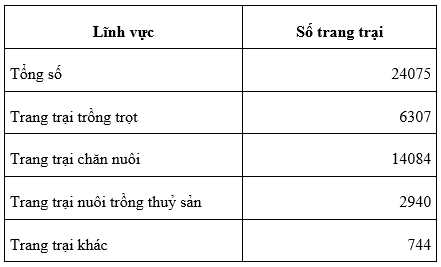 Lĩnh vực Số trang trại
Tổng số 24075
Trang trại trồng trọt 6307
Trang trại chăn nuôi 14084
Trang trại nuôi trồng thuỷ sản 2940
Trang trại khác 744